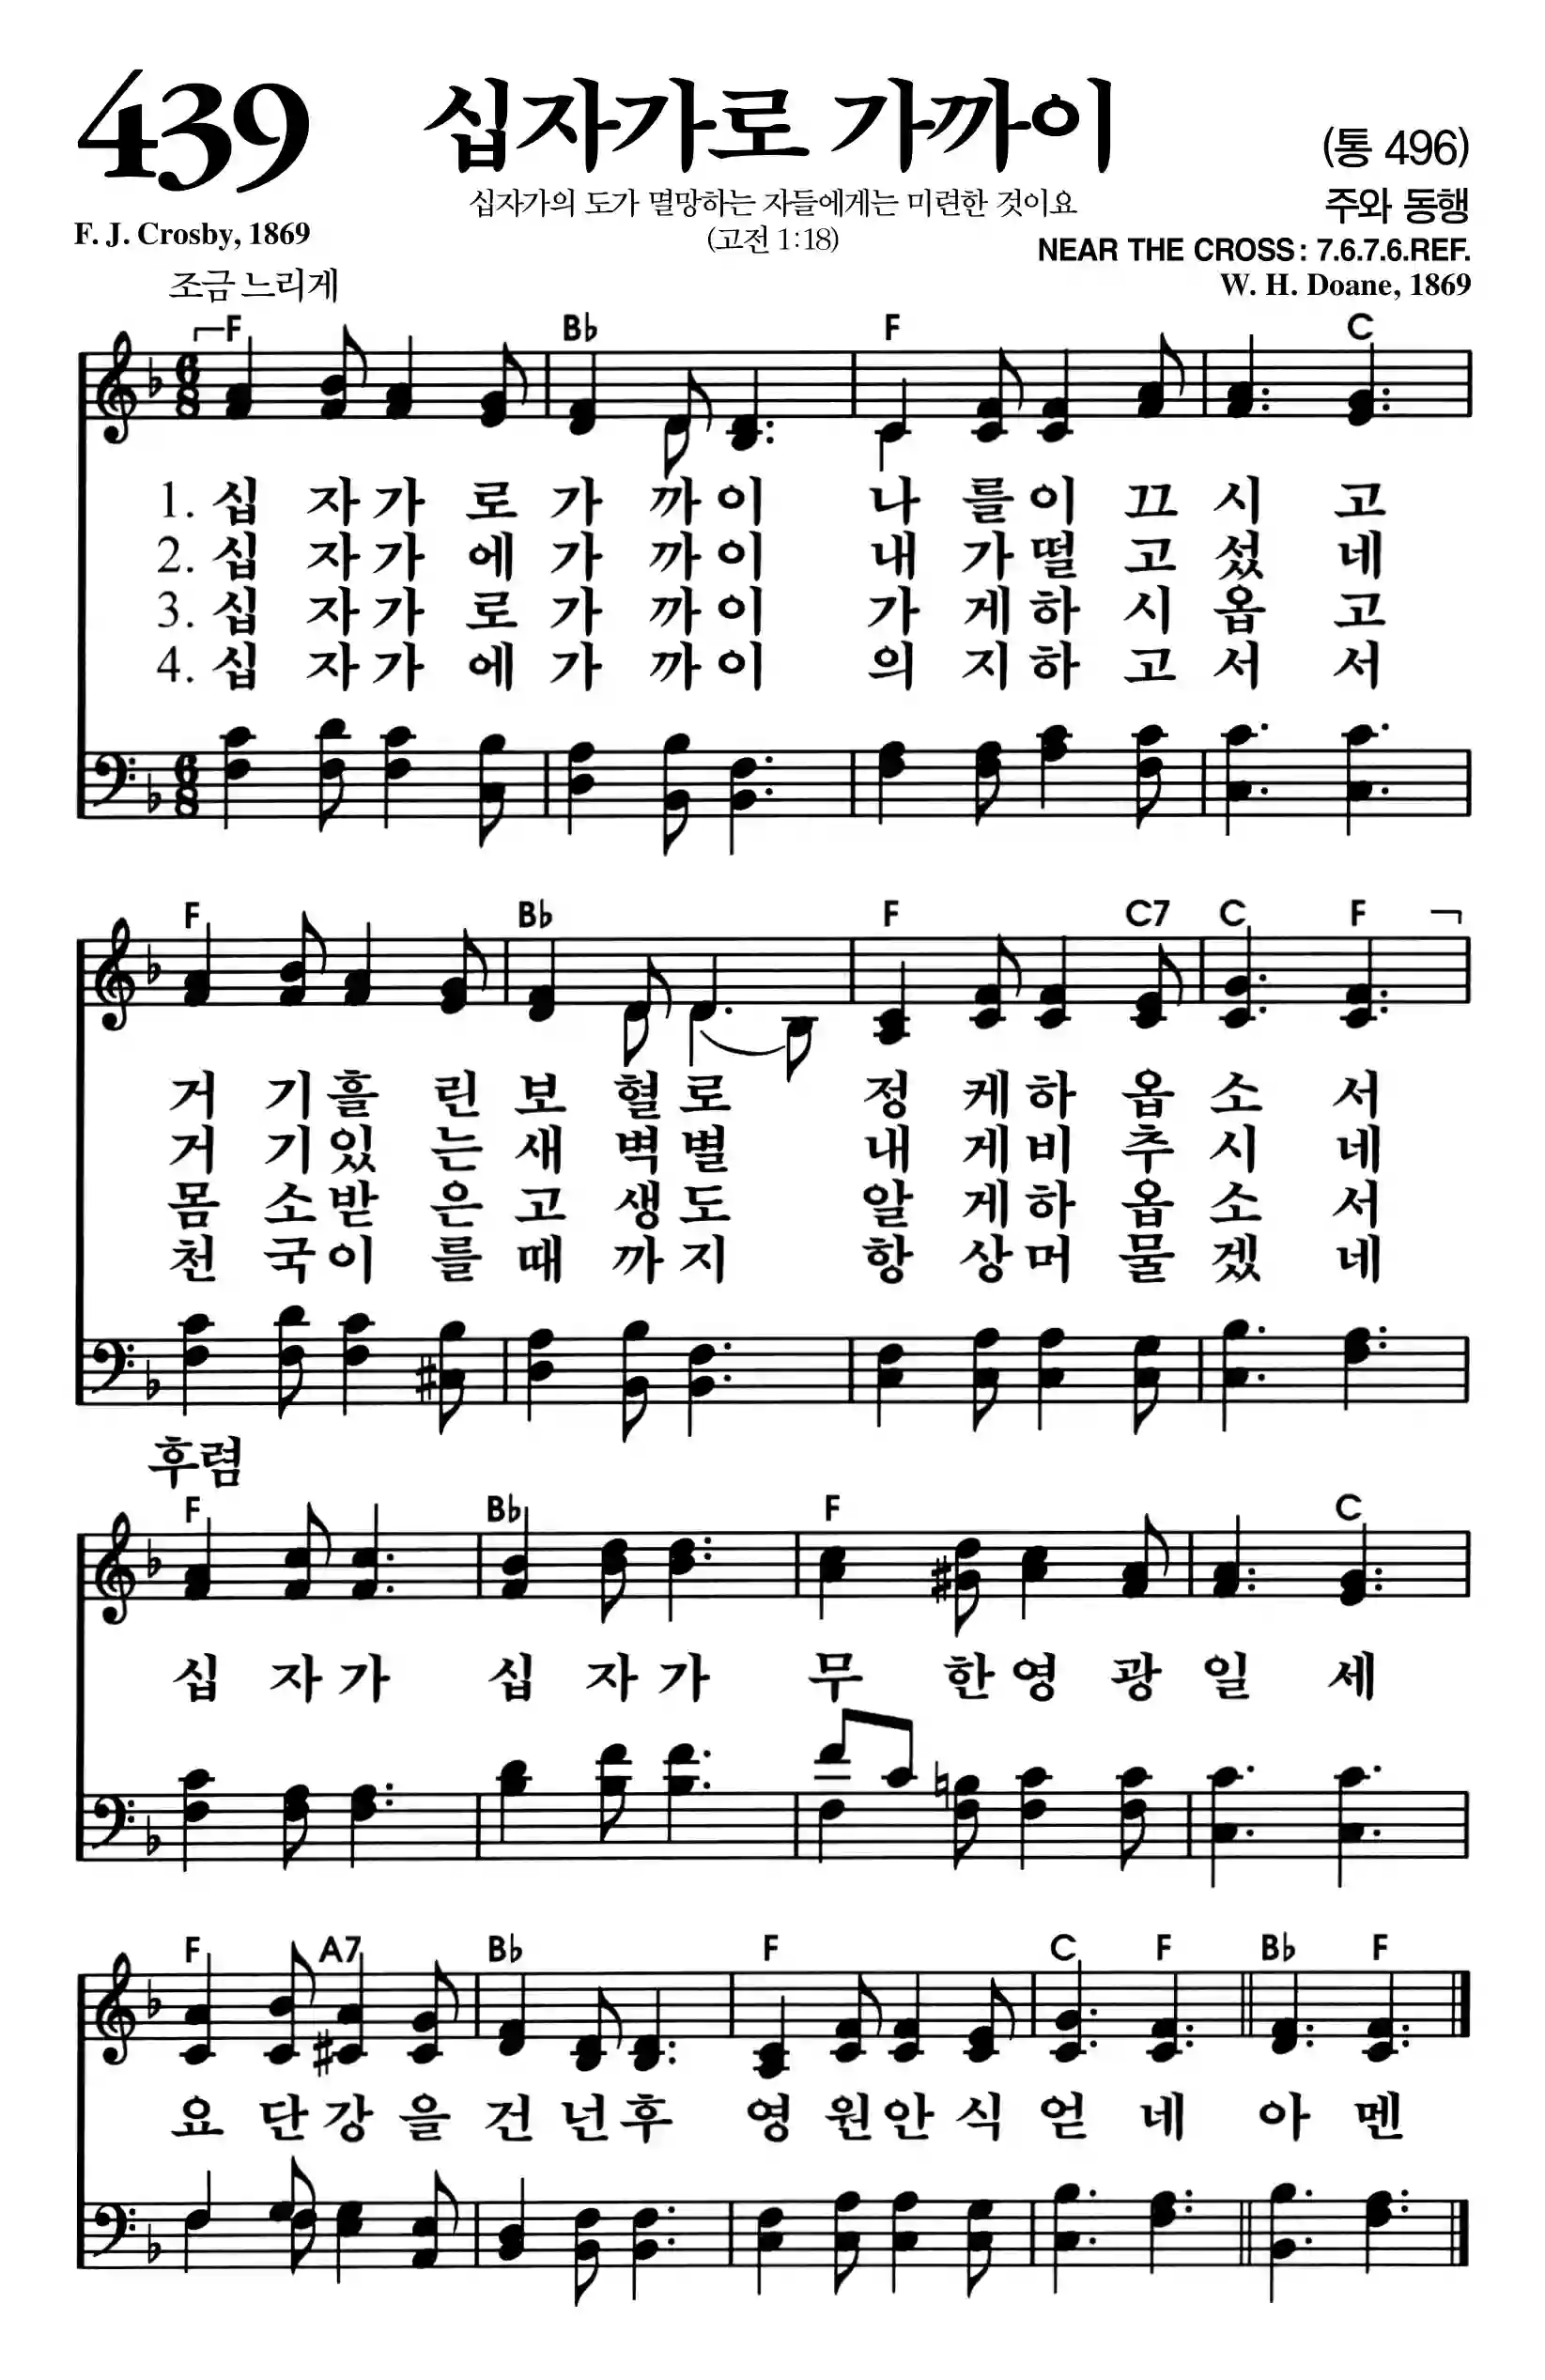 439
십자가로 가까이
(통 496)
십자가의 도가 멸망하는 자들에게는 미련한 것이요
주와 동행
F. J. Crosby, 1869
(고전 1:18)
NEAR THE CROSS: 7.6.7.6.REF.
조금 느리게
W. H. Doane, 1869
F B♭ F C
1. 십 자 가 로 가 까 이 나 를 이 끄 시 고
2. 십 자 가 에 가 까 이 내 가 떨 고 섰 네
3. 십 자 가 로 가 까 이 가 게 하 시 옵 고
4. 십 자 가 에 가 까 이 의 지 하 고 서 서
F B♭ F C7 C F
거 기 흘 린 보 혈 로 정 케 하 옵 소 서
거 기 있 는 새 벽 별 내 게 비 추 시 네
몸 소 받 은 고 생 도 알 게 하 옵 소 서
천 국 이 를 때 까 지 항 상 머 물 겠 네
후렴
F B♭ F C
십 자 가 십 자 가 무 한 영 광 일 세
F A7 B♭ F C F B♭ F
요 단 강 을 건 넌 후 영 원 안 식 얻 네 아 멘